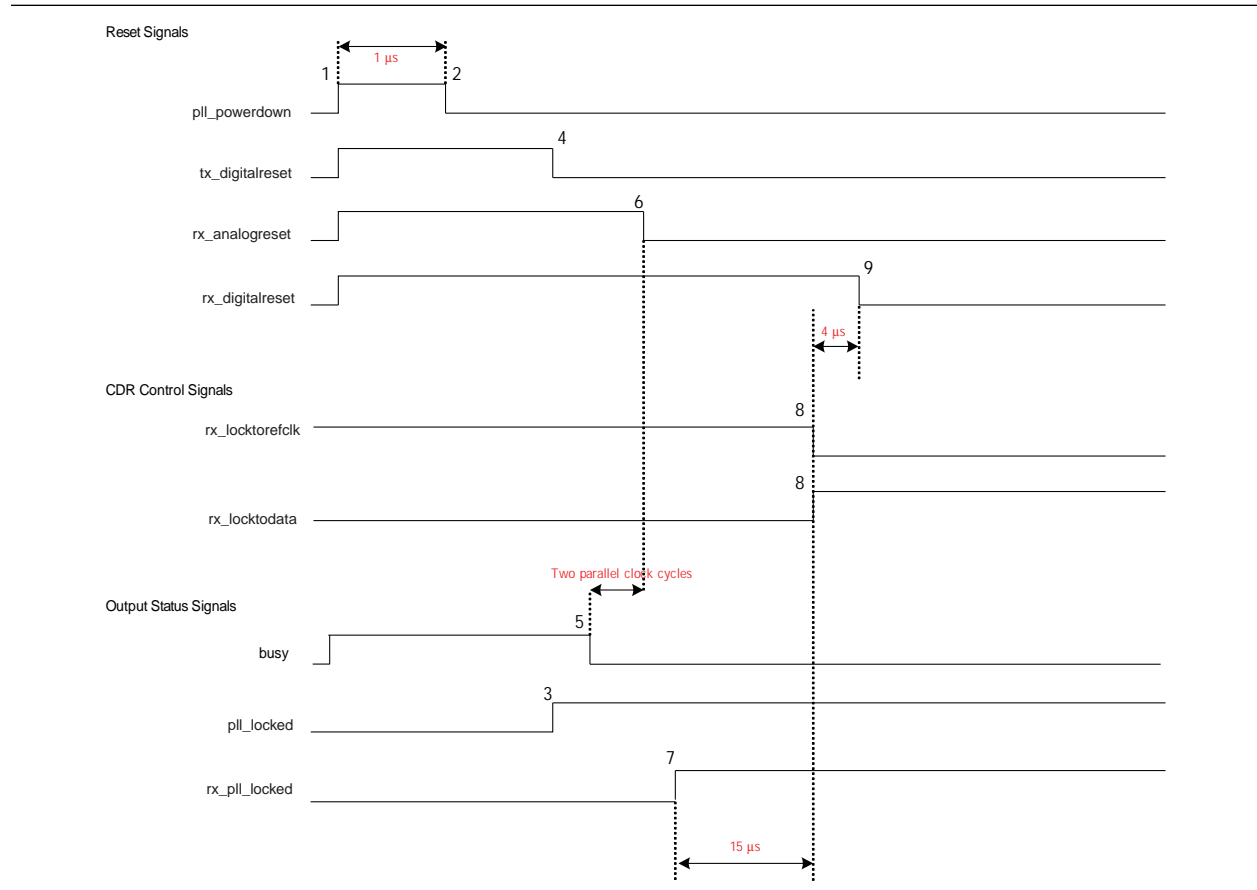 Reset Signals
1 µs
1
2
pll_powerdown
4
tx_digitalreset
6
rx_analogreset
9
rx_digitalreset
4 µs
CDR Control Signals
8
rx_locktorefclk
8
rx_locktodata
Two parallel clock cycles
Output Status Signals
5
busy
3
pll_locked
7
rx_pll_locked
15 µs